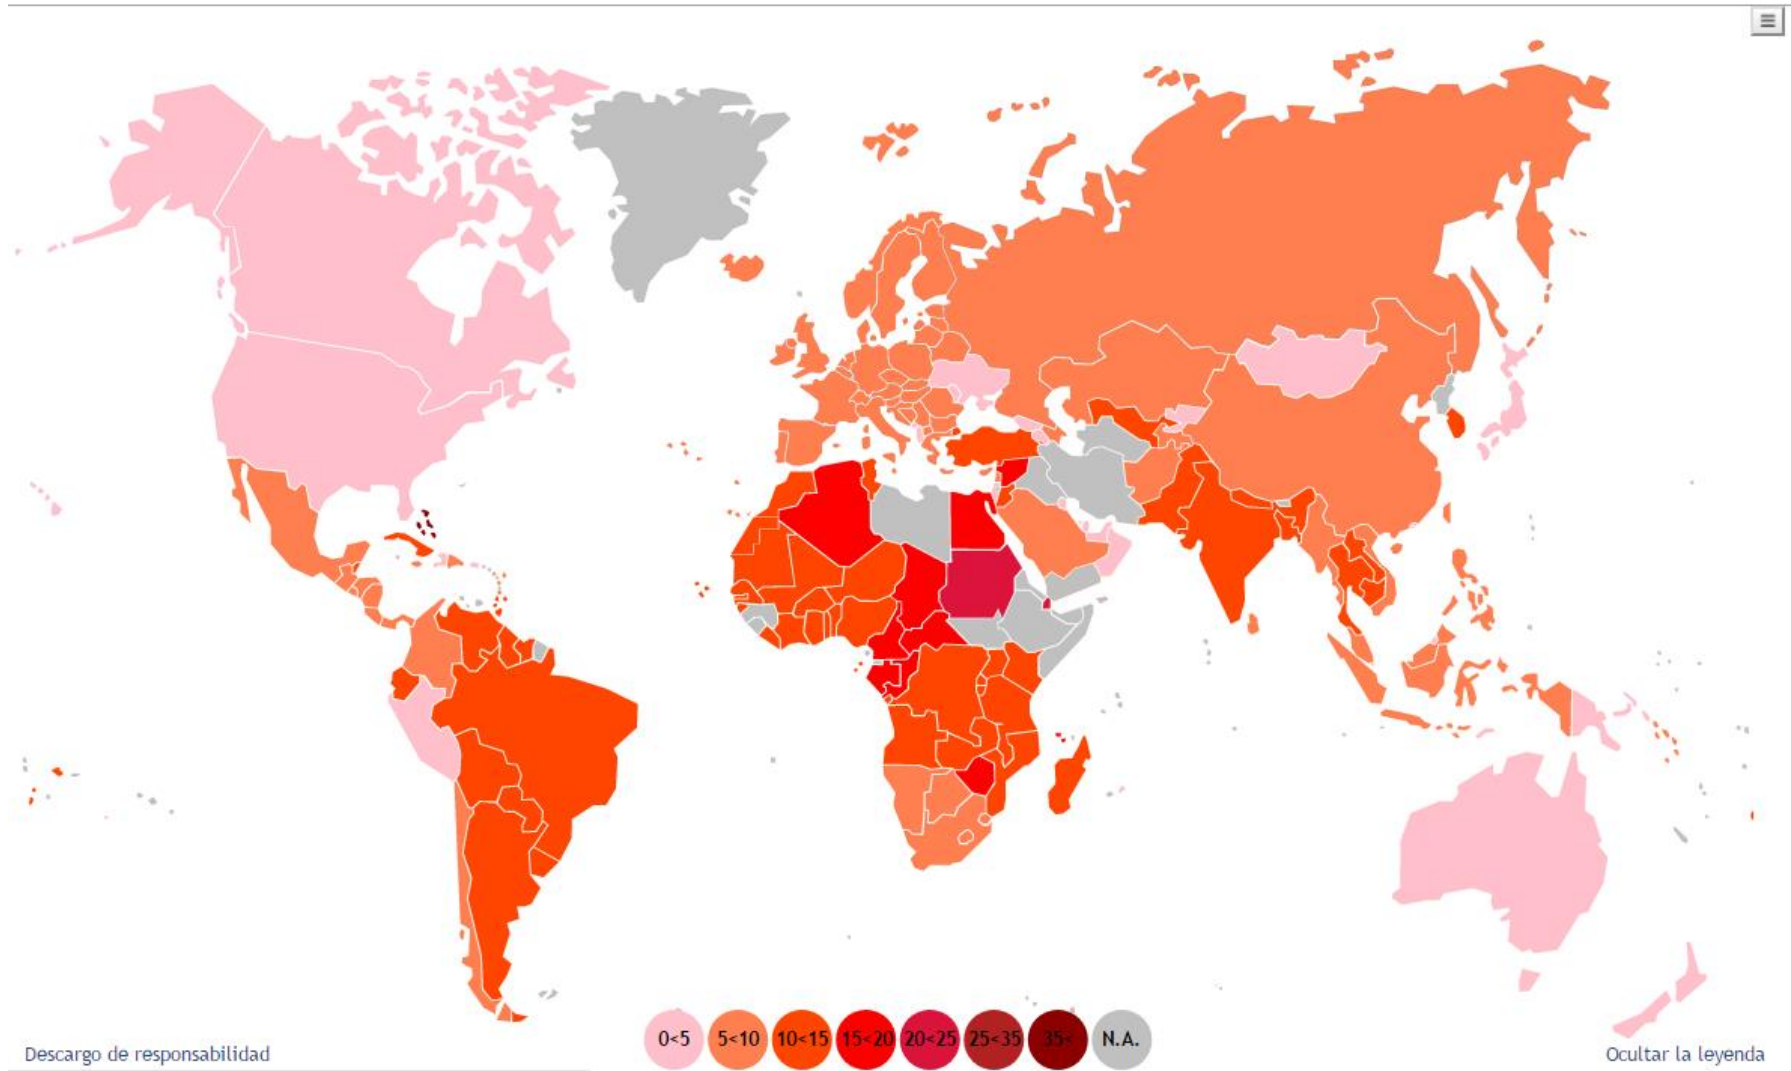 0<5
5<10
10<15
15<20
20<25
25<35
35<
N.A.
Descargo de responsabilidad
Ocultar la leyenda